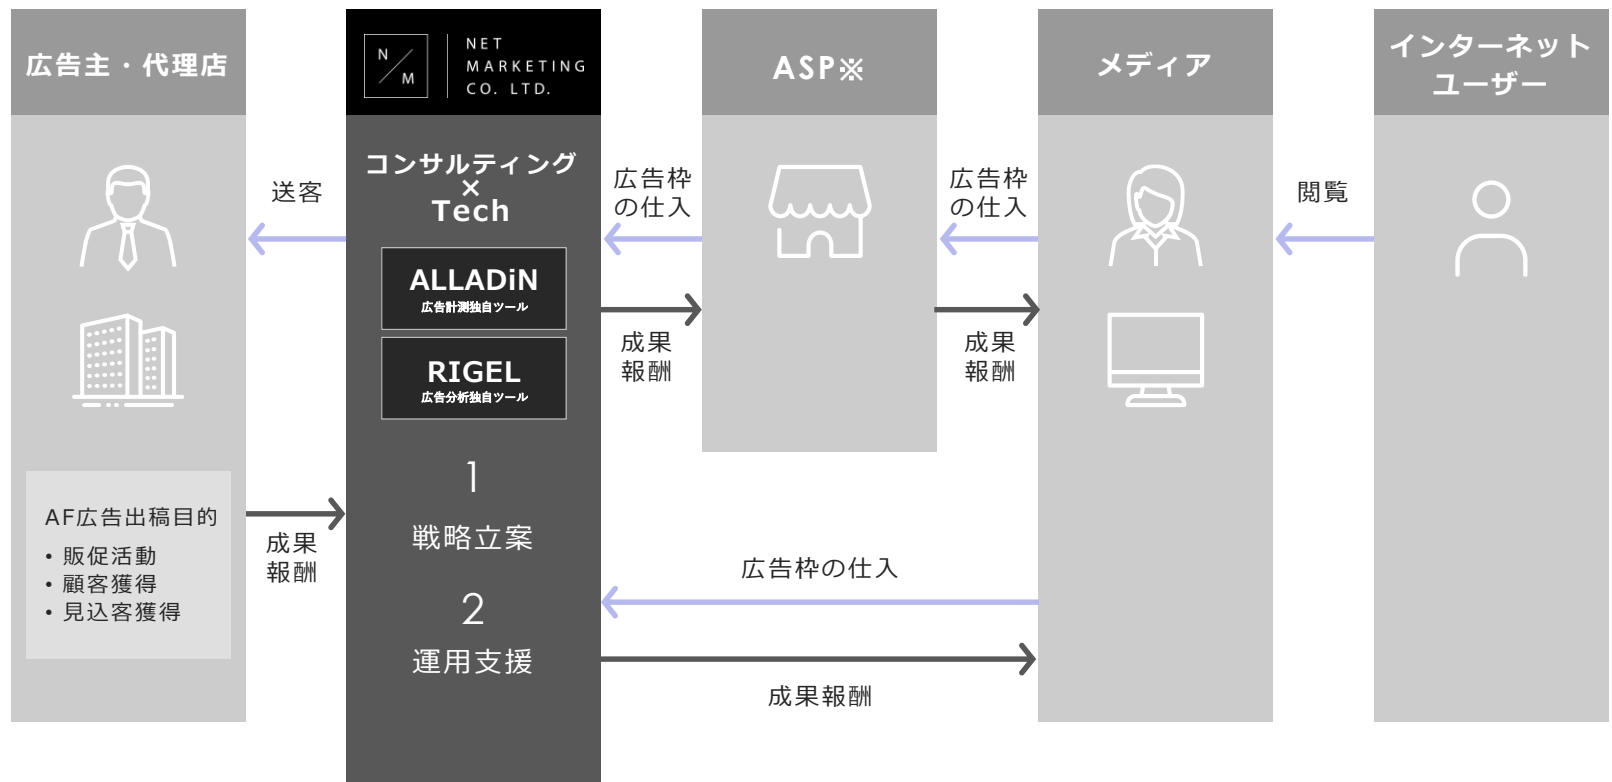 広告主・代理店
N
M
NET
MARKETING
CO. LTD.
ASP※
メディア
インターネット
ユーザー
送客
コンサルティング
×
Tech
ALLADiN
広告計測独自ツール
RIGEL
広告分析独自ツール
1
戦略立案
2
運用支援
広告枠
の仕入
成果
報酬
広告枠
の仕入
成果
報酬
閲覧
AF広告出稿目的
• 販促活動
• 顧客獲得
• 見込客獲得
成果
報酬
広告枠の仕入
成果報酬